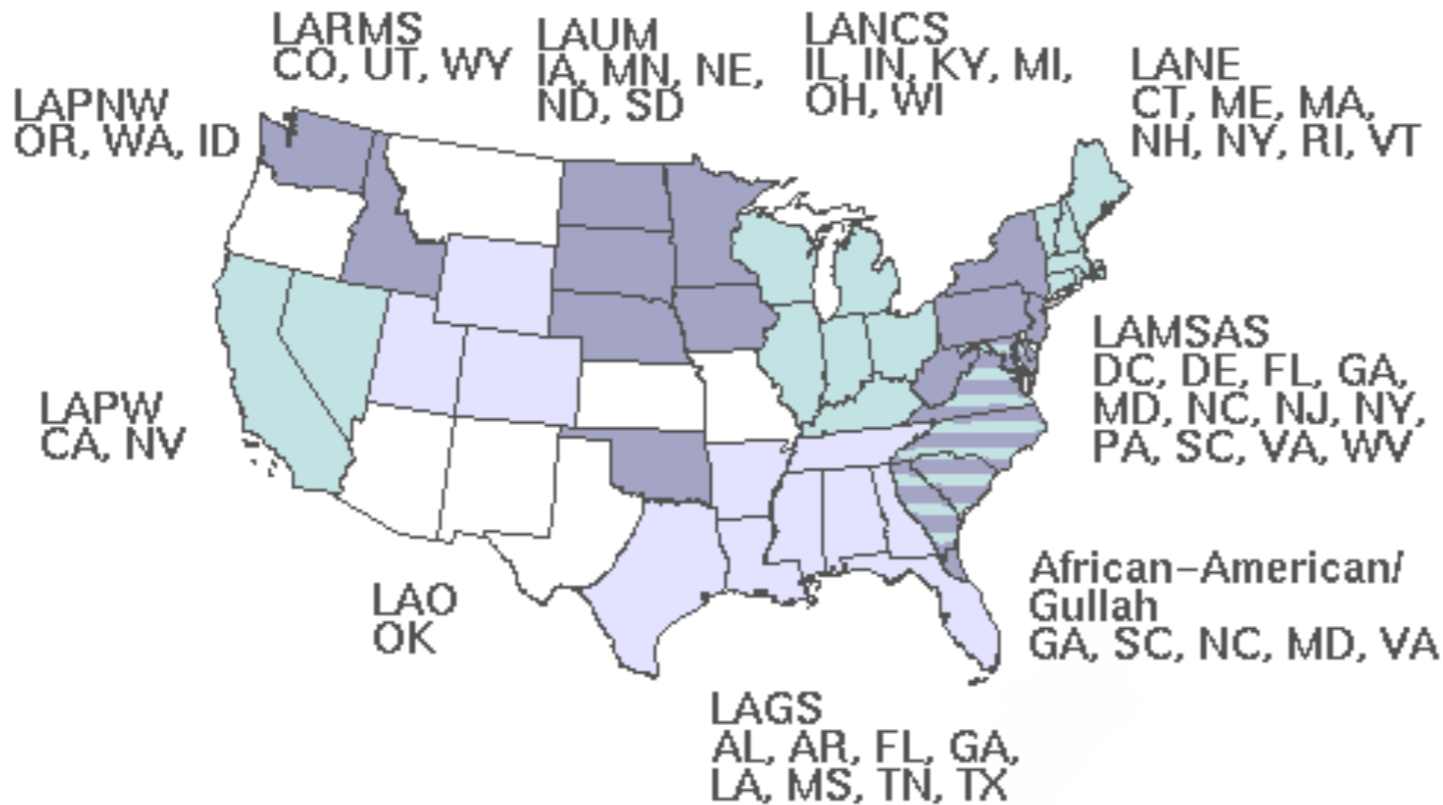 LARMS
CO, UT, WY
LAUM
IA, MN, NE,
ND, SD
LANCS
IL, IN, KY, MI,
OH, WI
LANE
CT, ME, MA,
NH, NY, RI, VT
LAPNW
OR, WA, ID
LAMSAS
DC, DE, FL, GA,
MD, NC, NJ, NY,
PA, SC, VA, WV
LAPW
CA, NV
African-American/
Gullah
GA, SC, NC, MD, VA
LAO
OK
LAGS
AL, AR, FL, GA,
LA, MS, TN, TX